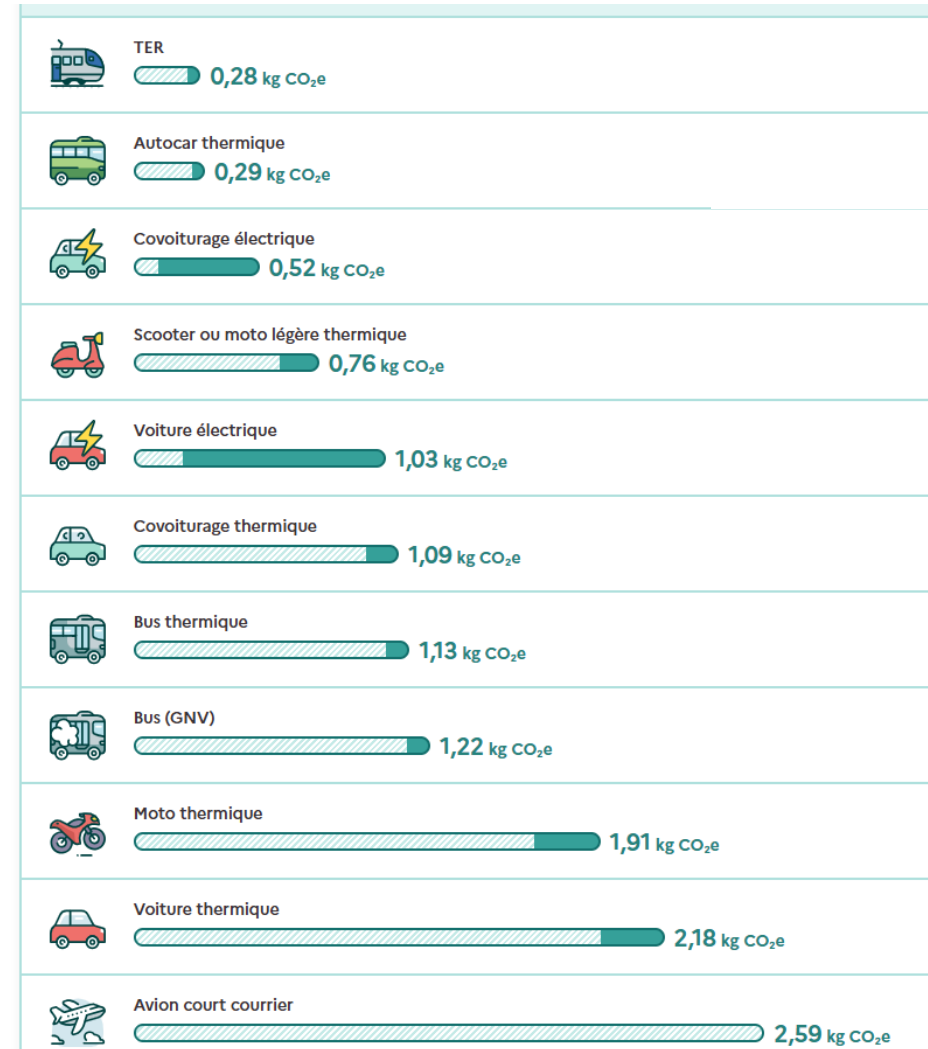 TER
0,28 kg CO₂e
Autocar thermique
0,29 kg CO₂e
Covoiturage électrique
0,52 kg CO₂e
Scooter ou moto légère thermique
0,76 kg CO₂e
Voiture électrique
1,03 kg CO₂e
Covoiturage thermique
1,09 kg CO₂e
Bus thermique
1,13 kg CO₂e
Bus (GNV)
1,22 kg CO₂e
Moto thermique
1,91 kg CO₂e
Voiture thermique
2,18 kg CO₂e
Avion court courrier
2,59 kg CO₂e